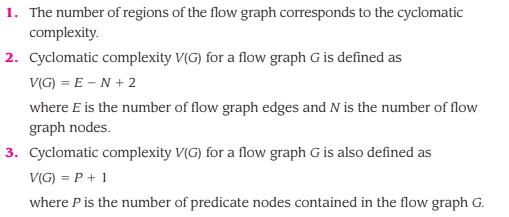 1. The number of regions of the flow graph corresponds to the cyclomatic
complexity.
2. Cyclomatic complexity V(G) for a flow graph G is defined as
V(G) = E – N + 2
where E is the number of flow graph edges and N is the number of flow
graph nodes.
3. Cyclomatic complexity V(G) for a flow graph G is also defined as
V(G) = P + 1
where P is the number of predicate nodes contained in the flow graph G.